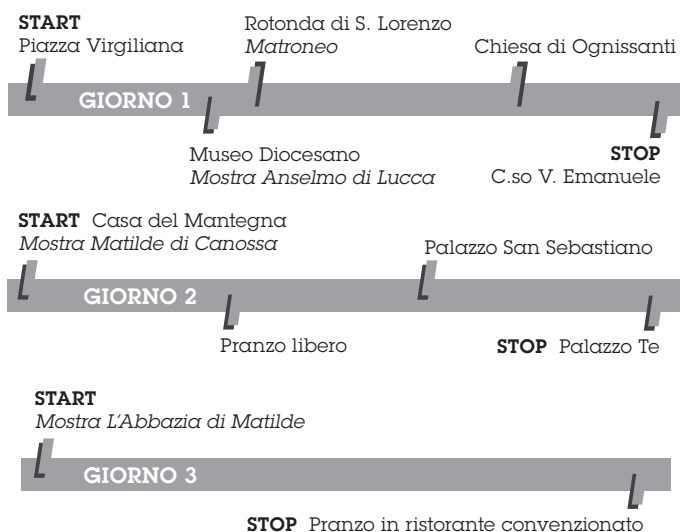 START
Piazza Virgiliana
Rotonda di S. Lorenzo
Matroneo
Chiesa di Ognissanti
GIORNO 1
Museo Diocesano
Mostra Anselmo di Lucca
STOP
C.so V. Emanuele
START Casa del Mantegna
Mostra Matilde di Canossa
Palazzo San Sebastiano
GIORNO 2
Pranzo libero
STOP Palazzo Te
START
Mostra L'Abbazia di Matilde
GIORNO 3
STOP Pranzo in ristorante convenzionato